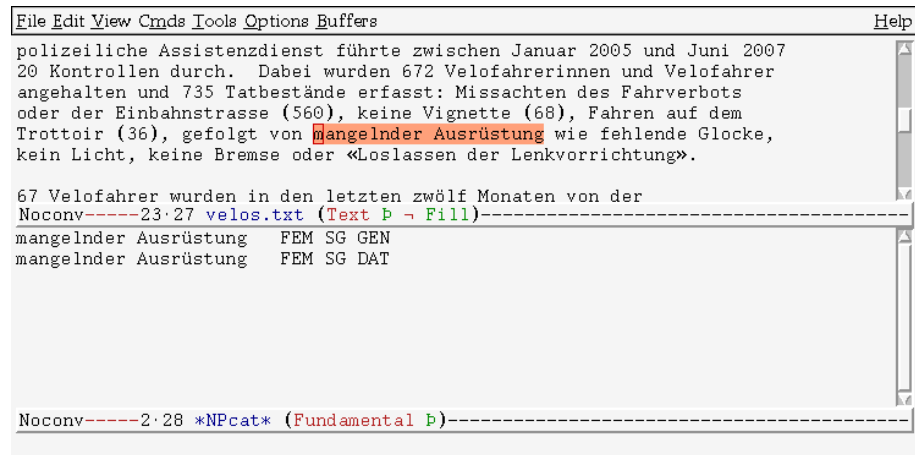 File Edit View Cmds Tools Options Buffers Help
polizeiliche Assistenzdienst führte zwischen Januar 2005 und Juni 2007
20 Kontrollen durch.  Dabei wurden 672 Velofahrerinnen und Velofahrer
angehalten und 735 Tatbestände erfasst: Missachten des Fahrverbots
oder der Einbahnstrasse (560), keine Vignette (68), Fahren auf dem
Trottoir (36), gefolgt von mangelnder Ausrüstung wie fehlende Glocke,
kein Licht, keine Bremse oder «Loslassen der Lenkvorrichtung».
67 Velofahrer wurden in den letzten zwölf Monaten von der
Noconv-----23·27 velos.txt (Text Þ ¬ Fill)----------------------------------------
mangelnder Ausrüstung   FEM SG GEN
mangelnder Ausrüstung   FEM SG DAT
Noconv-----2·28 *NPcat* (Fundamental Þ)-------------------------------------------